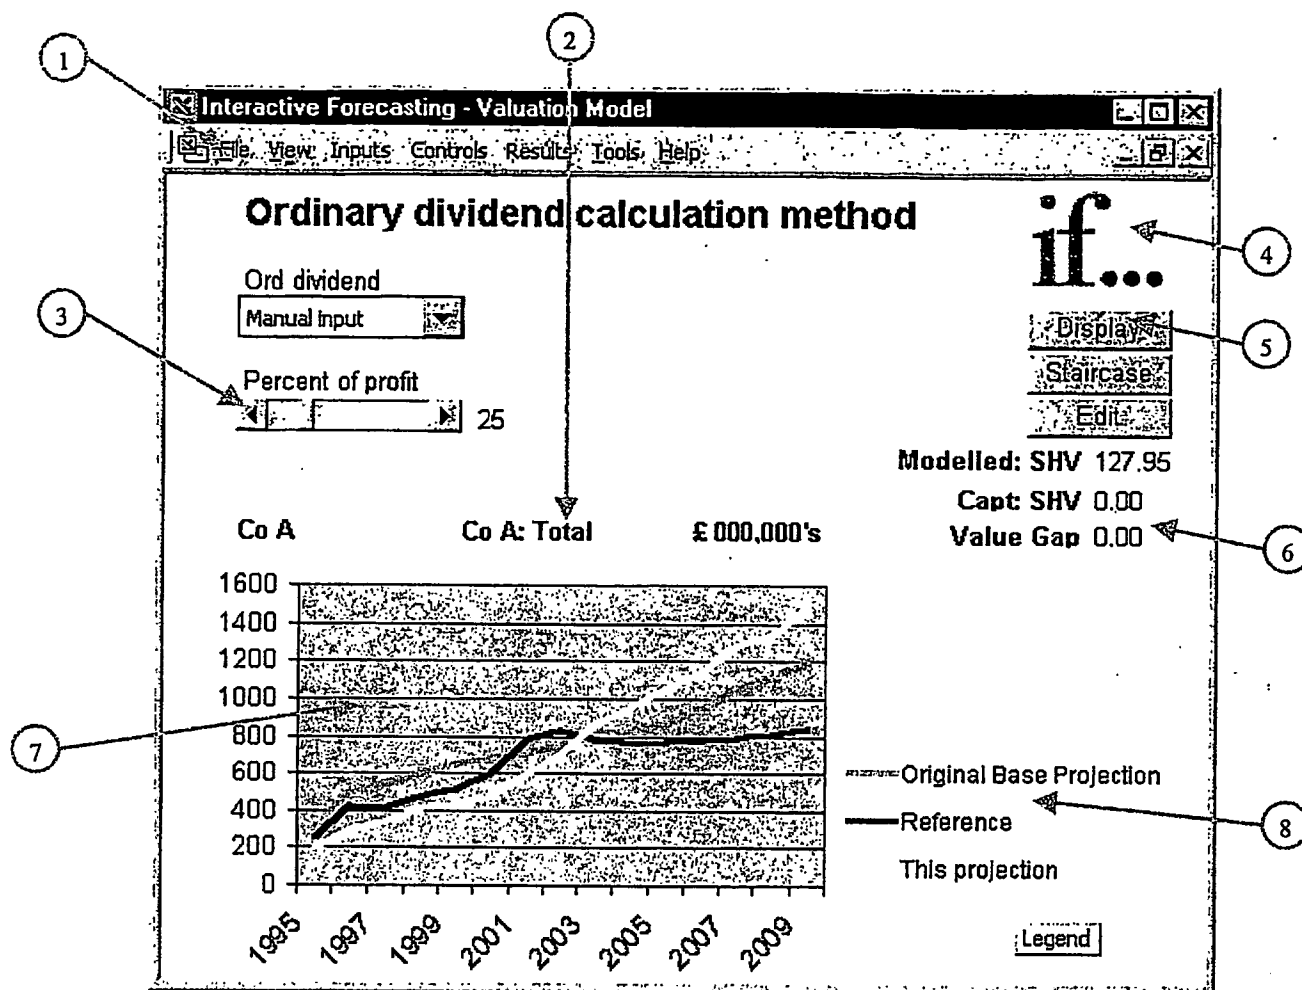 2
1
Interactive Forecasting - Valuation Model
File View Inputs Controls Results Tools Help
Ordinary dividend calculation method
if...
4
Ord dividend
Manual input
3
Display
5
Percent of profit
Staircase
25
Edit
Modelled: SHV 127.95
Capt: SHV 0.00
Co A Co A: Total £ 000,000's
Value Gap 0.00
6
1600
1400
1200
1000
800
7
600
400
200
0
Original Base Projection
Reference
8
This projection
1995 1997 1999 2001 2003 2005 2007 2009
Legend